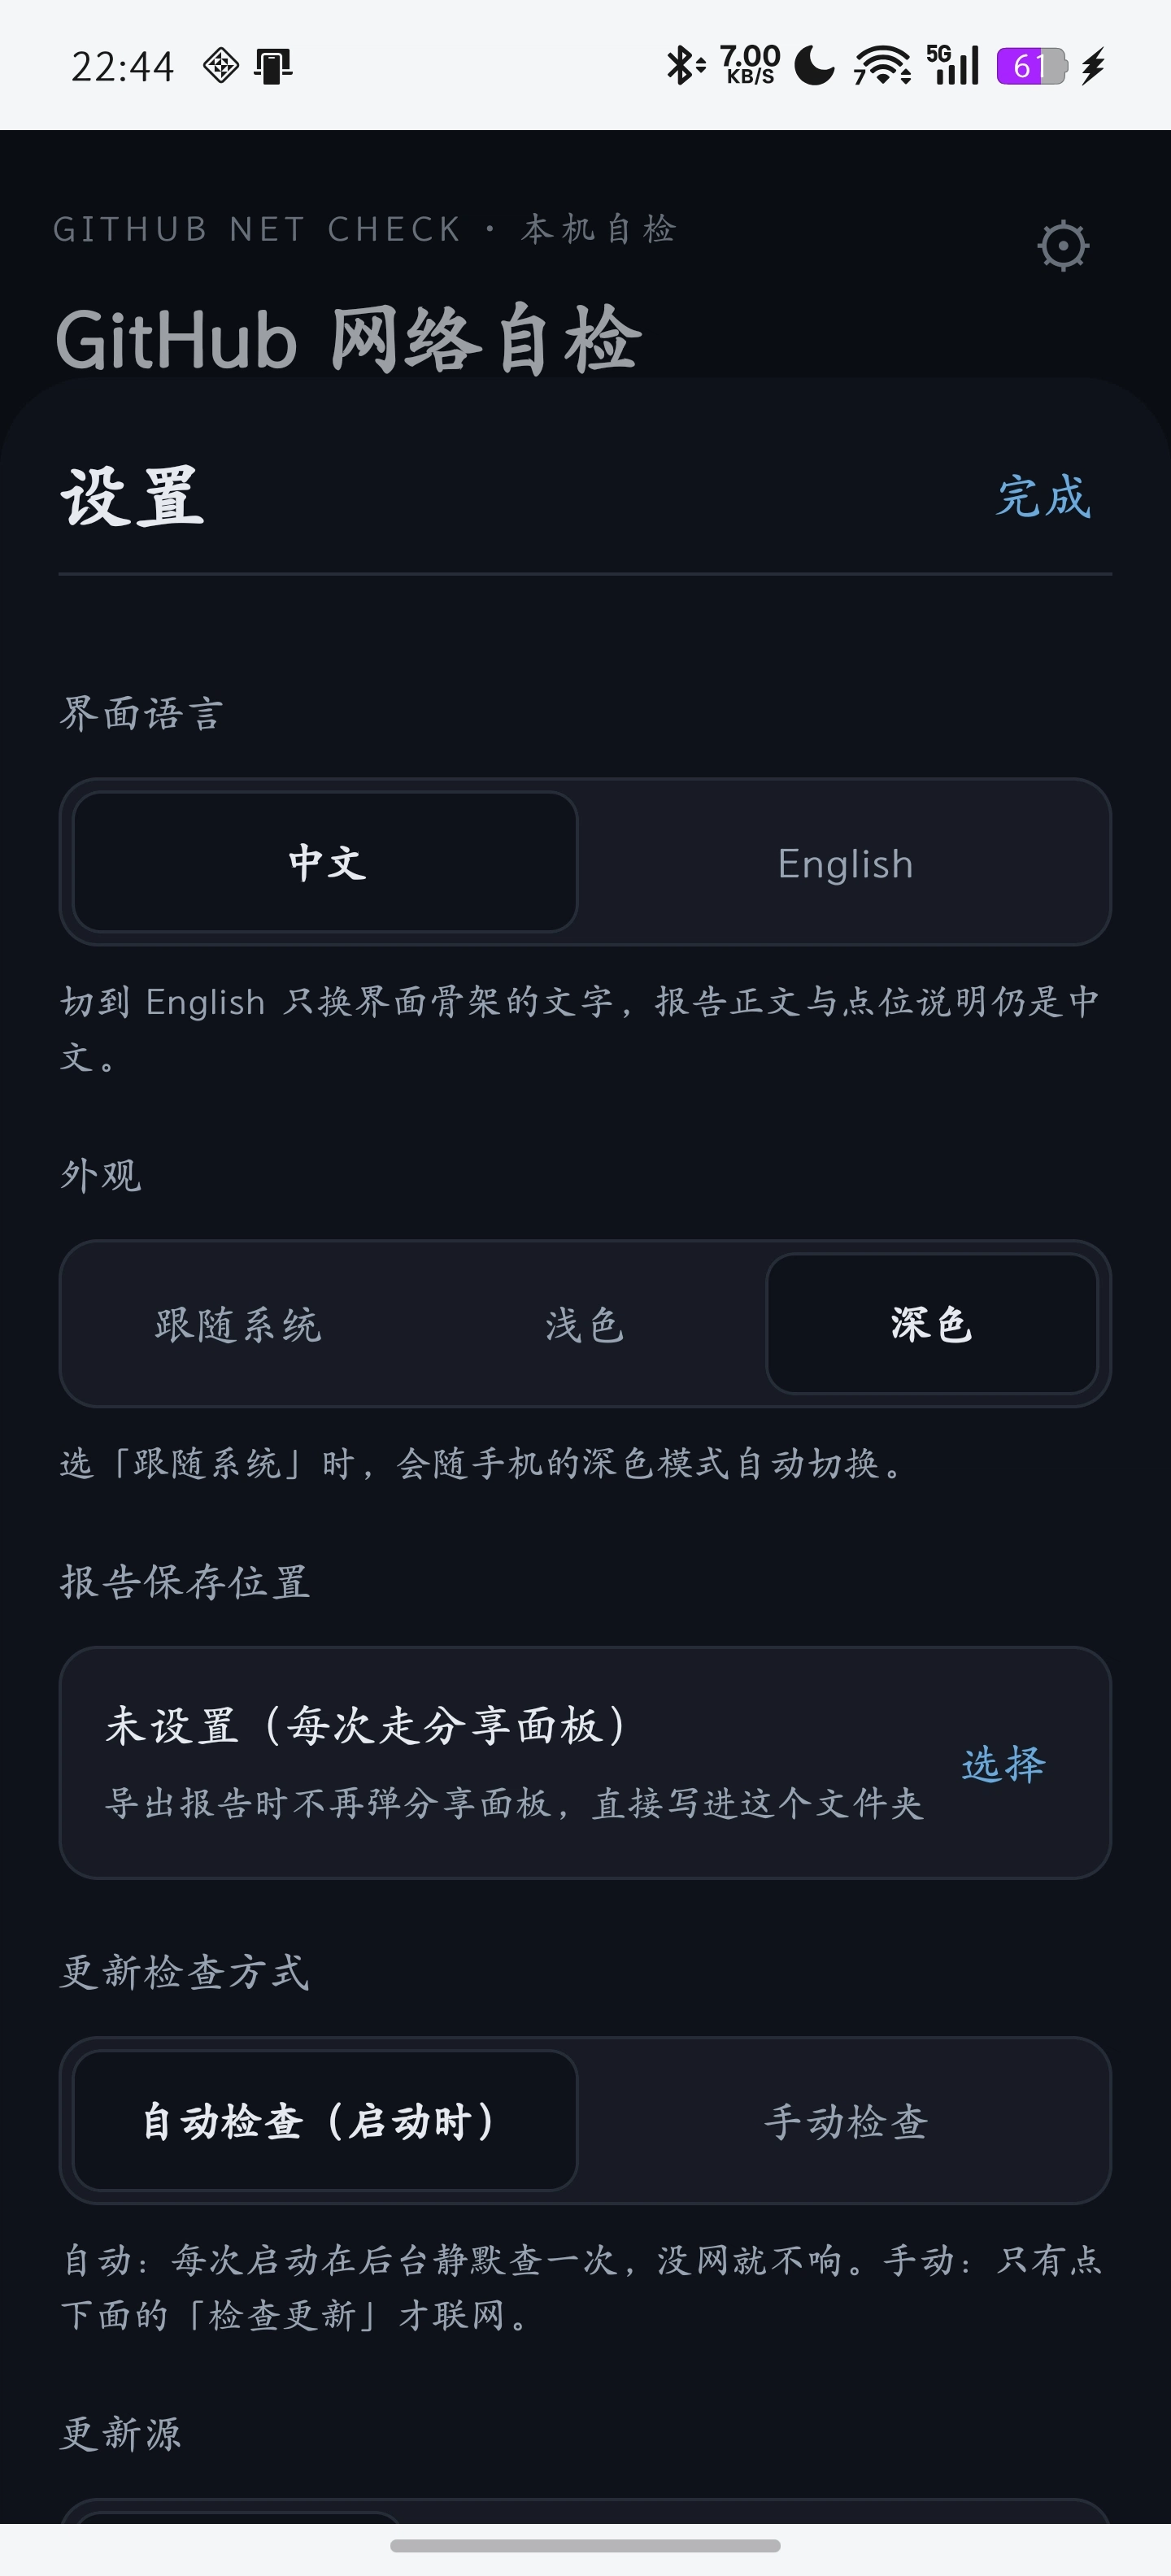 22:44
7.00 KB/S
7
5G
61
GITHUB NET CHECK · 本机自检
GitHub 网络自检
设置
完成
界面语言
中文
English
切到 English 只换界面骨架的文字，报告正文与点位说明仍是中
文。
外观
跟随系统
浅色
深色
选「跟随系统」时，会随手机的深色模式自动切换。
报告保存位置
未设置（每次走分享面板）
导出报告时不再弹分享面板，直接写进这个文件夹
选择
更新检查方式
自动检查（启动时）
手动检查
自动：每次启动在后台静默查一次，没网就不响。手动：只有点
下面的「检查更新」才联网。
更新源